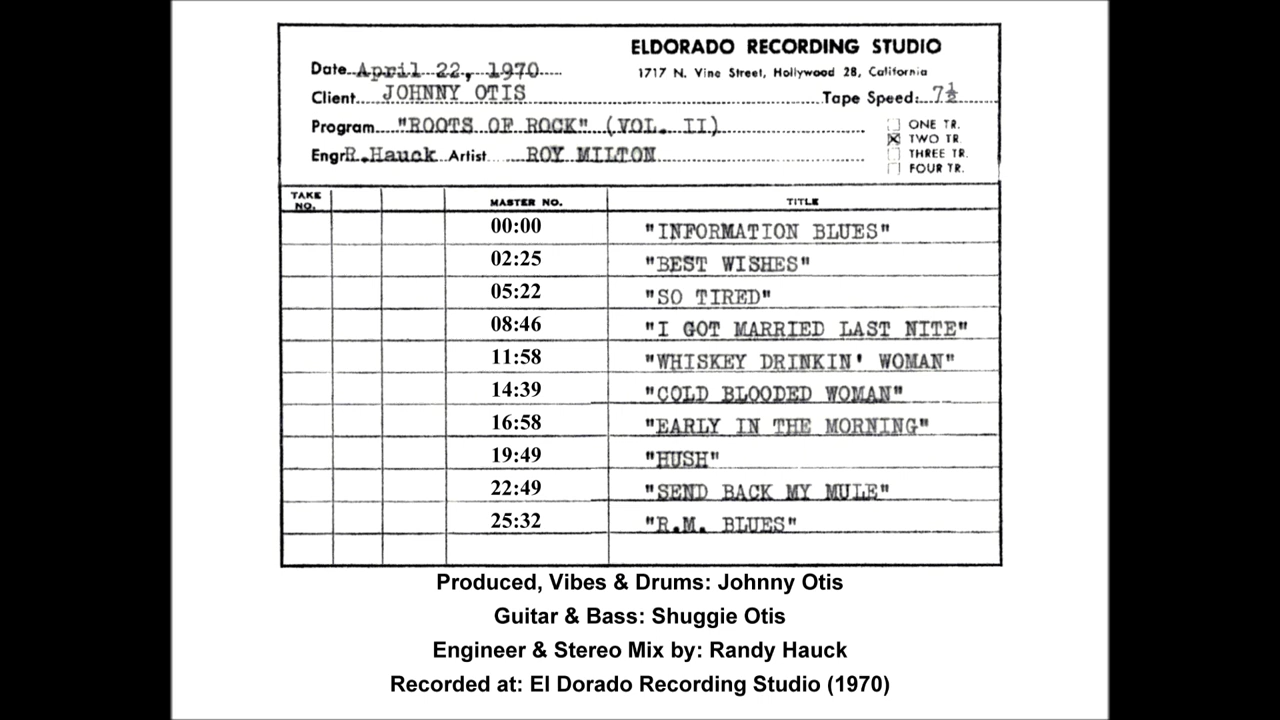 ELDORADO RECORDING STUDIO
1717 N. Vine Street, Hollywood 28, California
Date April 22, 1970
Client JOHNNY OTIS Tape Speed: 7½
Program "ROOTS OF ROCK" (VOL. II)
☐ ONE TR.
☒ TWO TR.
Engr R.Hauck Artist ROY MILTON
☐ THREE TR.
☐ FOUR TR.
TAKE NO. MASTER NO. TITLE
00:00 "INFORMATION BLUES"
02:25 "BEST WISHES"
05:22 "SO TIRED"
08:46 "I GOT MARRIED LAST NITE"
11:58 "WHISKEY DRINKIN' WOMAN"
14:39 "COLD BLOODED WOMAN"
16:58 "EARLY IN THE MORNING"
19:49 "HUSH"
22:49 "SEND BACK MY MULE"
25:32 "R.M. BLUES"
Produced, Vibes & Drums: Johnny Otis
Guitar & Bass: Shuggie Otis
Engineer & Stereo Mix by: Randy Hauck
Recorded at: El Dorado Recording Studio (1970)